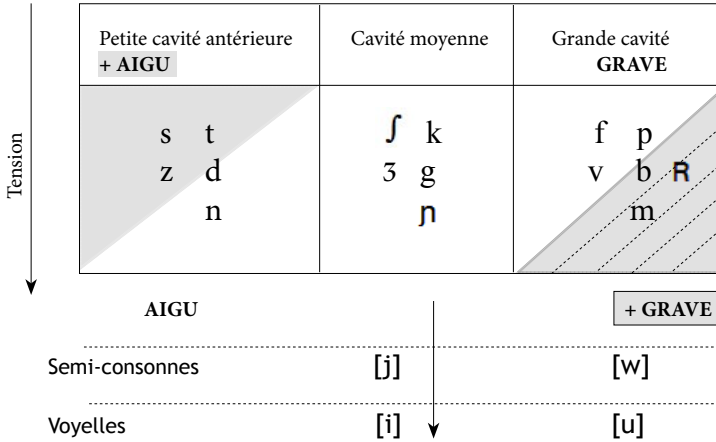 Petite cavité antérieure Cavité moyenne Grande cavité
+ AIGU GRAVE
Tension
s t ʃ k f p
z d ʒ g v b R
n ɲ m
AIGU + GRAVE
Semi-consonnes [j] [w]
Voyelles [i] [u]